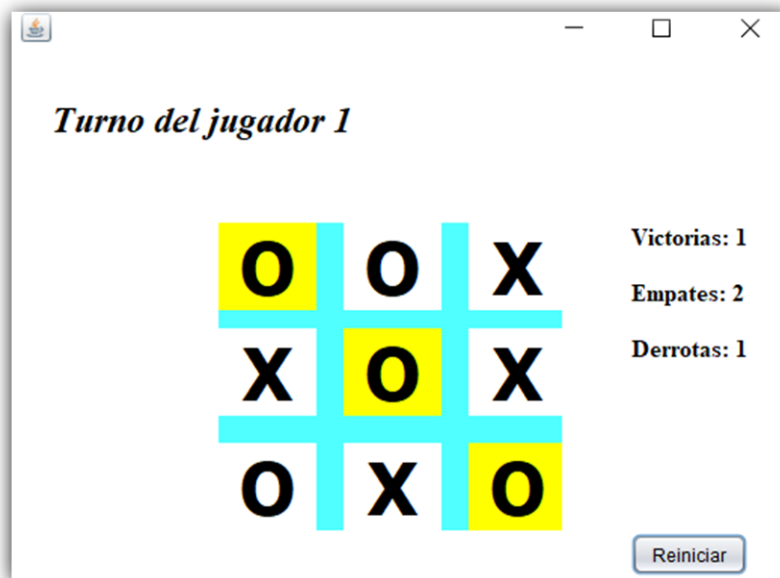 Turno del jugador 1
O O X
X O X
O X O
Victorias: 1
Empates: 2
Derrotas: 1
Reiniciar